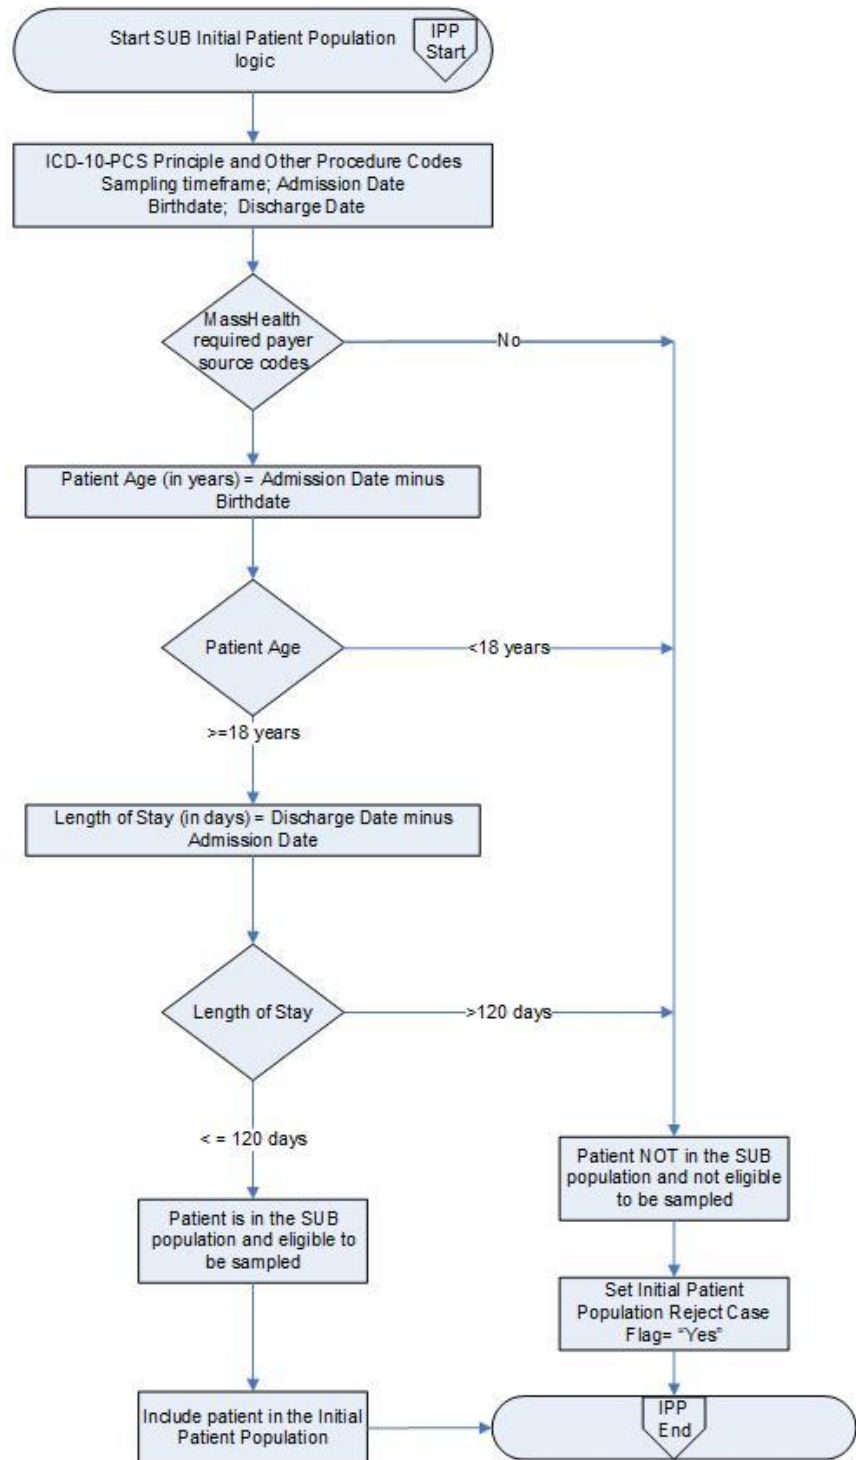 Start SUB Initial Patient Population
logic
IPP
Start
ICD-10-PCS Principle and Other Procedure Codes
Sampling timeframe; Admission Date
Birthdate; Discharge Date
MassHealth
required payer
source codes
No
Patient Age (in years) = Admission Date minus
Birthdate
Patient Age
<18 years
>=18 years
Length of Stay (in days) = Discharge Date minus
Admission Date
Length of Stay
>120 days
< = 120 days
Patient is in the SUB
population and eligible to
be sampled
Patient NOT in the SUB
population and not eligible
to be sampled
Set Initial Patient
Population Reject Case
Flag= “Yes”
Include patient in the Initial
Patient Population
IPP
End